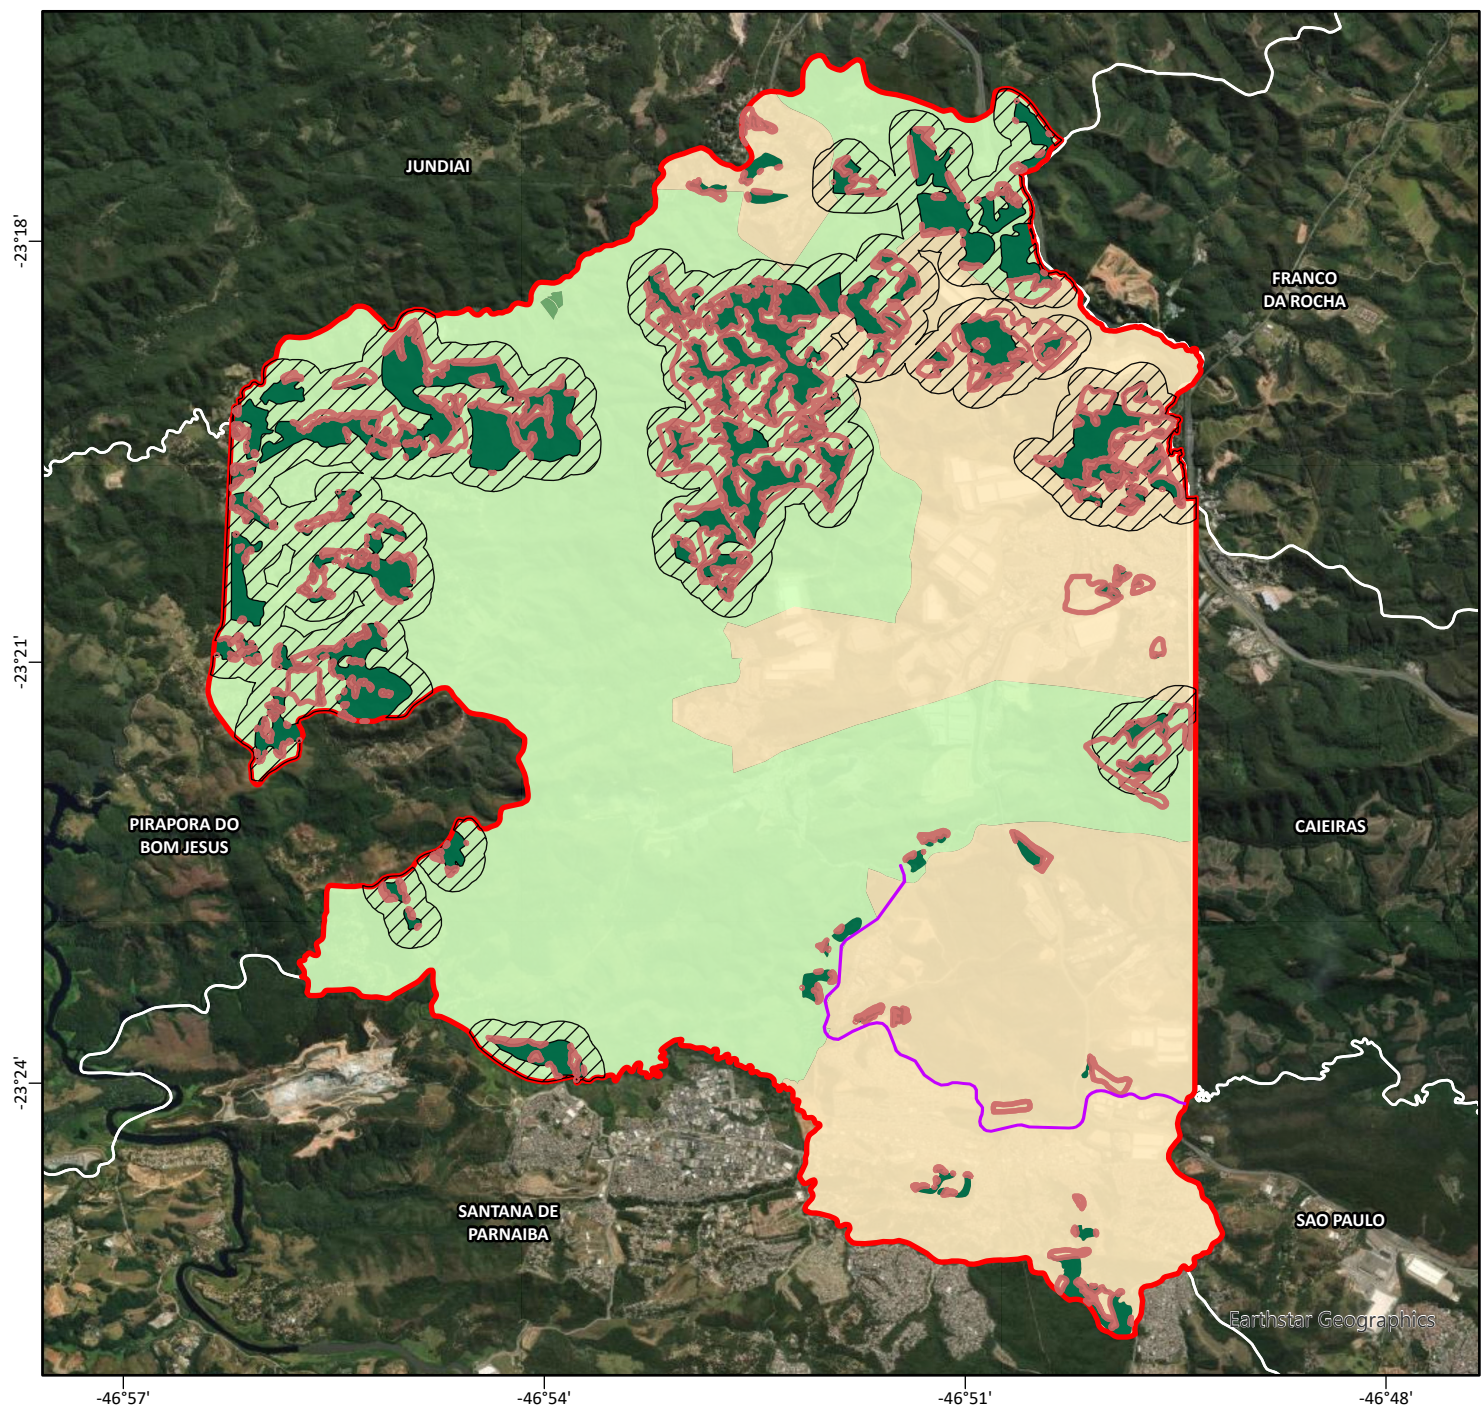 JUNDIAI
-23°18'
FRANCO
DA ROCHA
-23°21'
PIRAPORA DO
BOM JESUS
CAIEIRAS
-23°24'
SANTANA DE
PARNAIBA
SAO PAULO
Earthstar Geographics
-46°57'
-46°54'
-46°51'
-46°48'